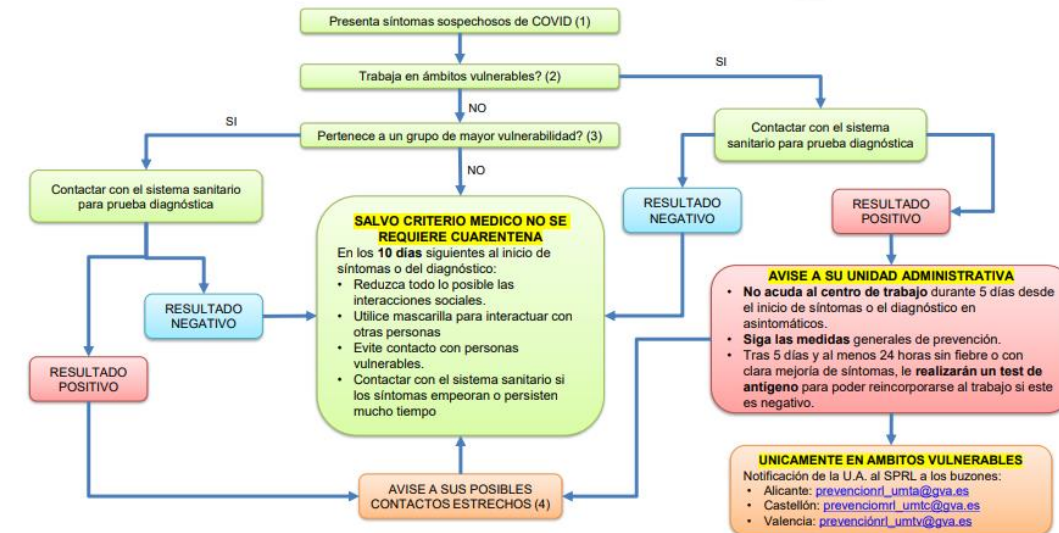 Presenta síntomas sospechosos de COVID (1)
Trabaja en ámbitos vulnerables? (2)
SI
NO
SI
Pertenece a un grupo de mayor vulnerabilidad? (3)
Contactar con el sistema
sanitario para prueba diagnóstica
NO
Contactar con el sistema sanitario
para prueba diagnóstica
RESULTADO
NEGATIVO
RESULTADO
POSITIVO
SALVO CRITERIO MEDICO NO SE
REQUIERE CUARENTENA
En los 10 días siguientes al inicio de
síntomas o del diagnóstico:
• Reduzca todo lo posible las
interacciones sociales.
• Utilice mascarilla para interactuar con
otras personas
• Evite contacto con personas
vulnerables.
• Contactar con el sistema sanitario si
los síntomas empeoran o persisten
mucho tiempo
AVISE A SU UNIDAD ADMINISTRATIVA
• No acuda al centro de trabajo durante 5 días desde
el inicio de síntomas o el diagnóstico en
asintomáticos.
• Siga las medidas generales de prevención.
• Tras 5 días y al menos 24 horas sin fiebre o con
clara mejoría de síntomas, le realizarán un test de
antígeno para poder reincorporarse al trabajo si este
es negativo.
RESULTADO
NEGATIVO
RESULTADO
POSITIVO
AVISE A SUS POSIBLES
CONTACTOS ESTRECHOS (4)
UNICAMENTE EN AMBITOS VULNERABLES
Notificación de la U.A. al SPRL a los buzones:
• Alicante: prevencionrl_umta@gva.es
• Castellón: prevenciomrl_umtc@gva.es
• Valencia: prevenciónrl_umtv@gva.es